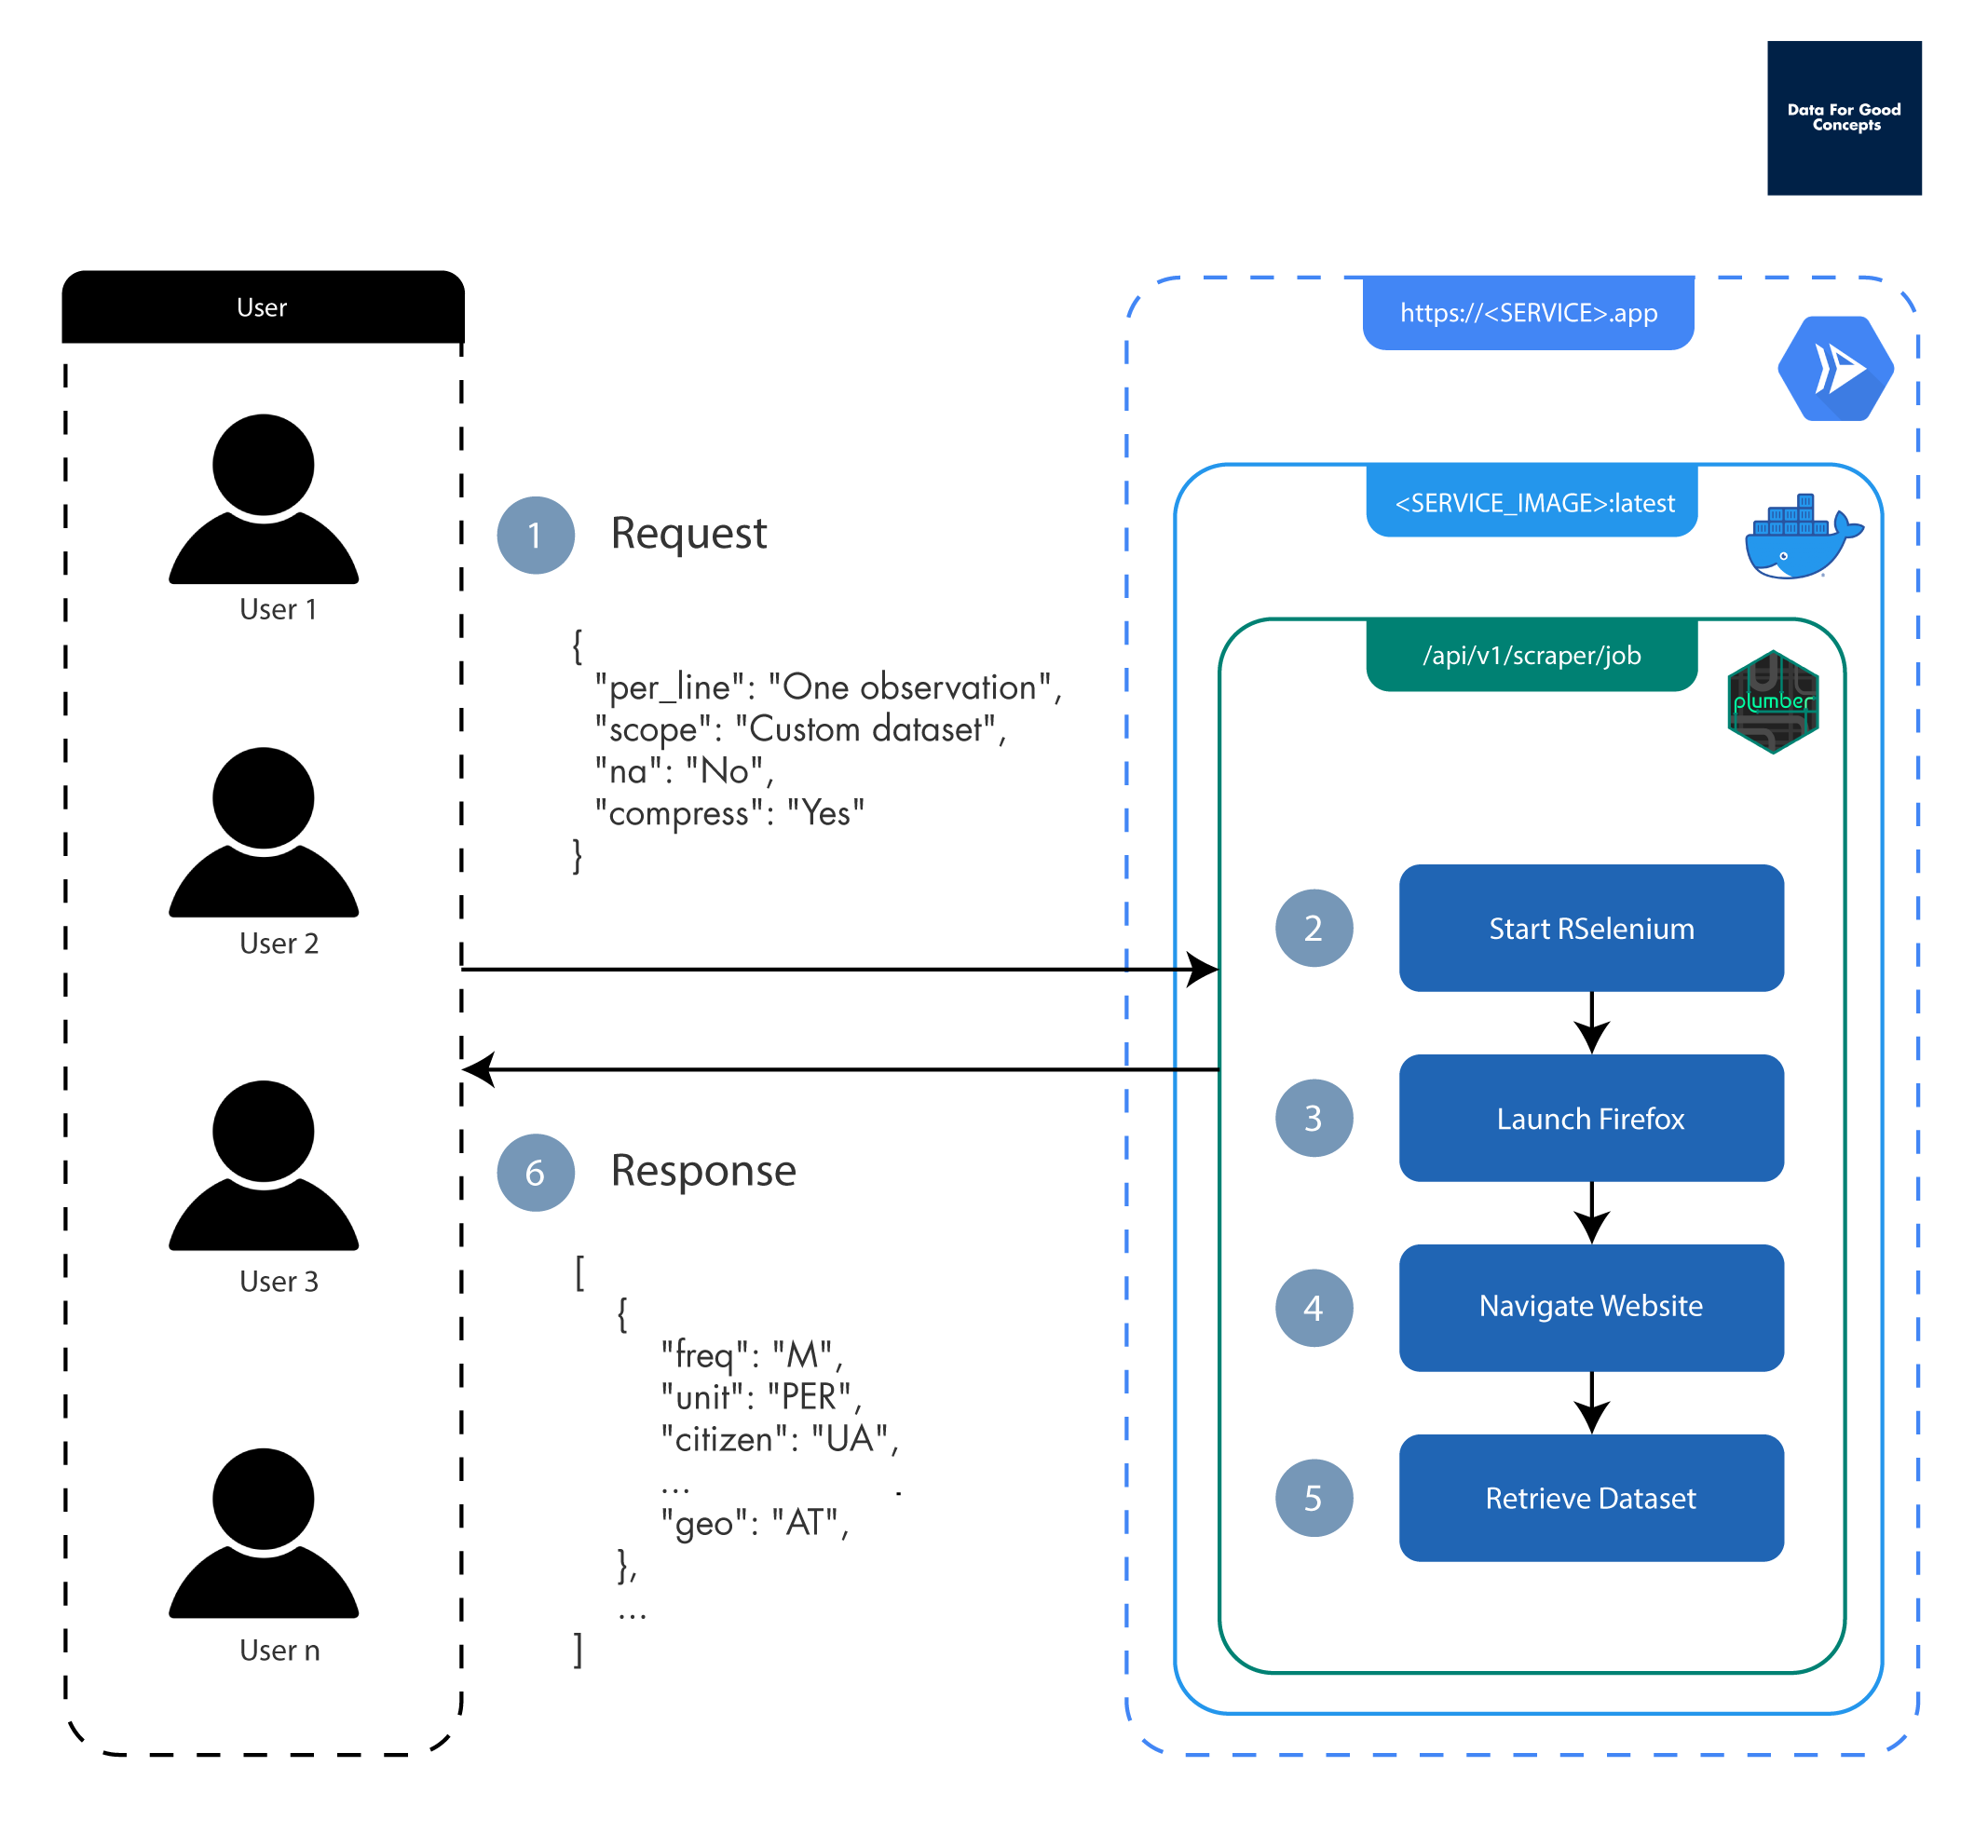 Data For Good
Concepts
User
User 1
User 2
User 3
User n
1
Request
{
"per_line": "One observation",
"scope": "Custom dataset",
"na": "No",
"compress": "Yes"
}
6
Response
[
{
"freq": "M",
"unit": "PER",
"citizen": "UA",
...
"geo": "AT",
},
...
]
https://<SERVICE>.app
<SERVICE_IMAGE>:latest
/api/v1/scraper/job
plumber
2
Start RSelenium
3
Launch Firefox
4
Navigate Website
5
Retrieve Dataset